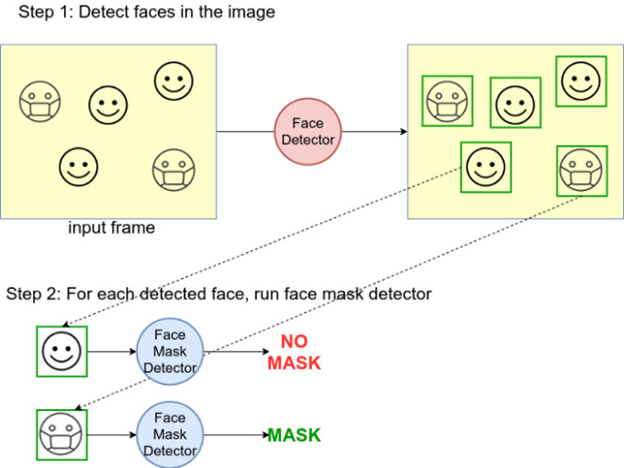 Step 1: Detect faces in the image
Face
Detector
input frame
Step 2: For each detected face, run face mask detector
Face
Mask
Detector
NO
MASK
Face
Mask
Detector
MASK